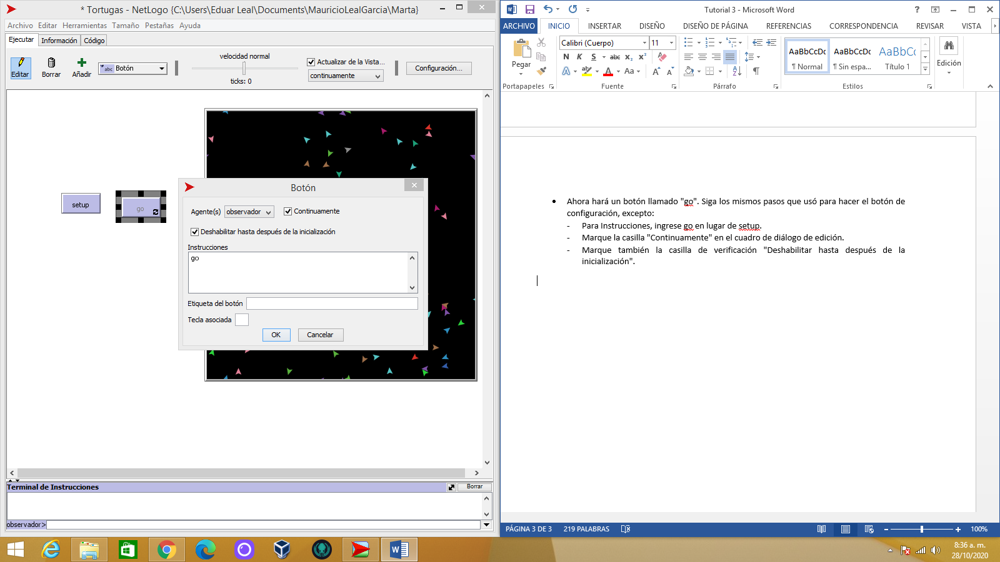 * Tortugas - NetLogo {C:\Users\Eduar Leal\Documents\MauricioLealGarcia\Marta}
Archivo Editar Herramientas Tamaño Pestañas Ayuda
Ejecutar Información Código
Editar Borrar Añadir
abc Botón
velocidad normal
ticks: 0
Actualizar de la Vista...
continuamente
Configuración...
setup
go
Botón
Agente(s) observador Continuamente
Deshabilitar hasta después de la inicialización
Instrucciones
go
Etiqueta del botón
Tecla asociada
OK Cancelar
Terminal de Instrucciones
Borrar
observador>
Tutorial 3 - Microsoft Word
ARCHIVO INICIO INSERTAR DISEÑO DISEÑO DE PÁGINA REFERENCIAS CORRESPONDENCIA REVISAR VISTA
Pegar
Calibri (Cuerpo) 11
N K S abc x₂ x²
A ab A Aa A A
AaBbCcDc AaBbCcDc AaBbCc
¶ Normal ¶ Sin espa... Título 1
Edición
Portapapeles Fuente Párrafo Estilos
• Ahora hará un botón llamado "go". Siga los mismos pasos que usó para hacer el botón de
configuración, excepto:
- Para Instrucciones, ingrese go en lugar de setup.
- Marque la casilla "Continuamente" en el cuadro de diálogo de edición.
- Marque también la casilla de verificación "Deshabilitar hasta después de la
inicialización".
PÁGINA 3 DE 3 219 PALABRAS
100%
8:36 a. m.
28/10/2020